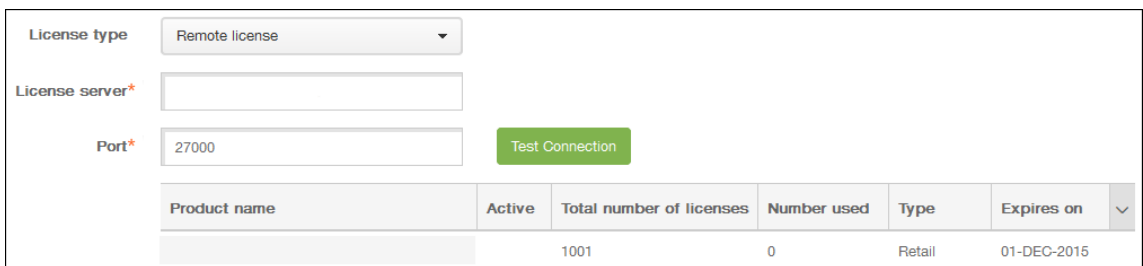 License type Remote license
License server*
Port* 27000 Test Connection
Product name Active Total number of licenses Number used Type Expires on
1001 0 Retail 01-DEC-2015